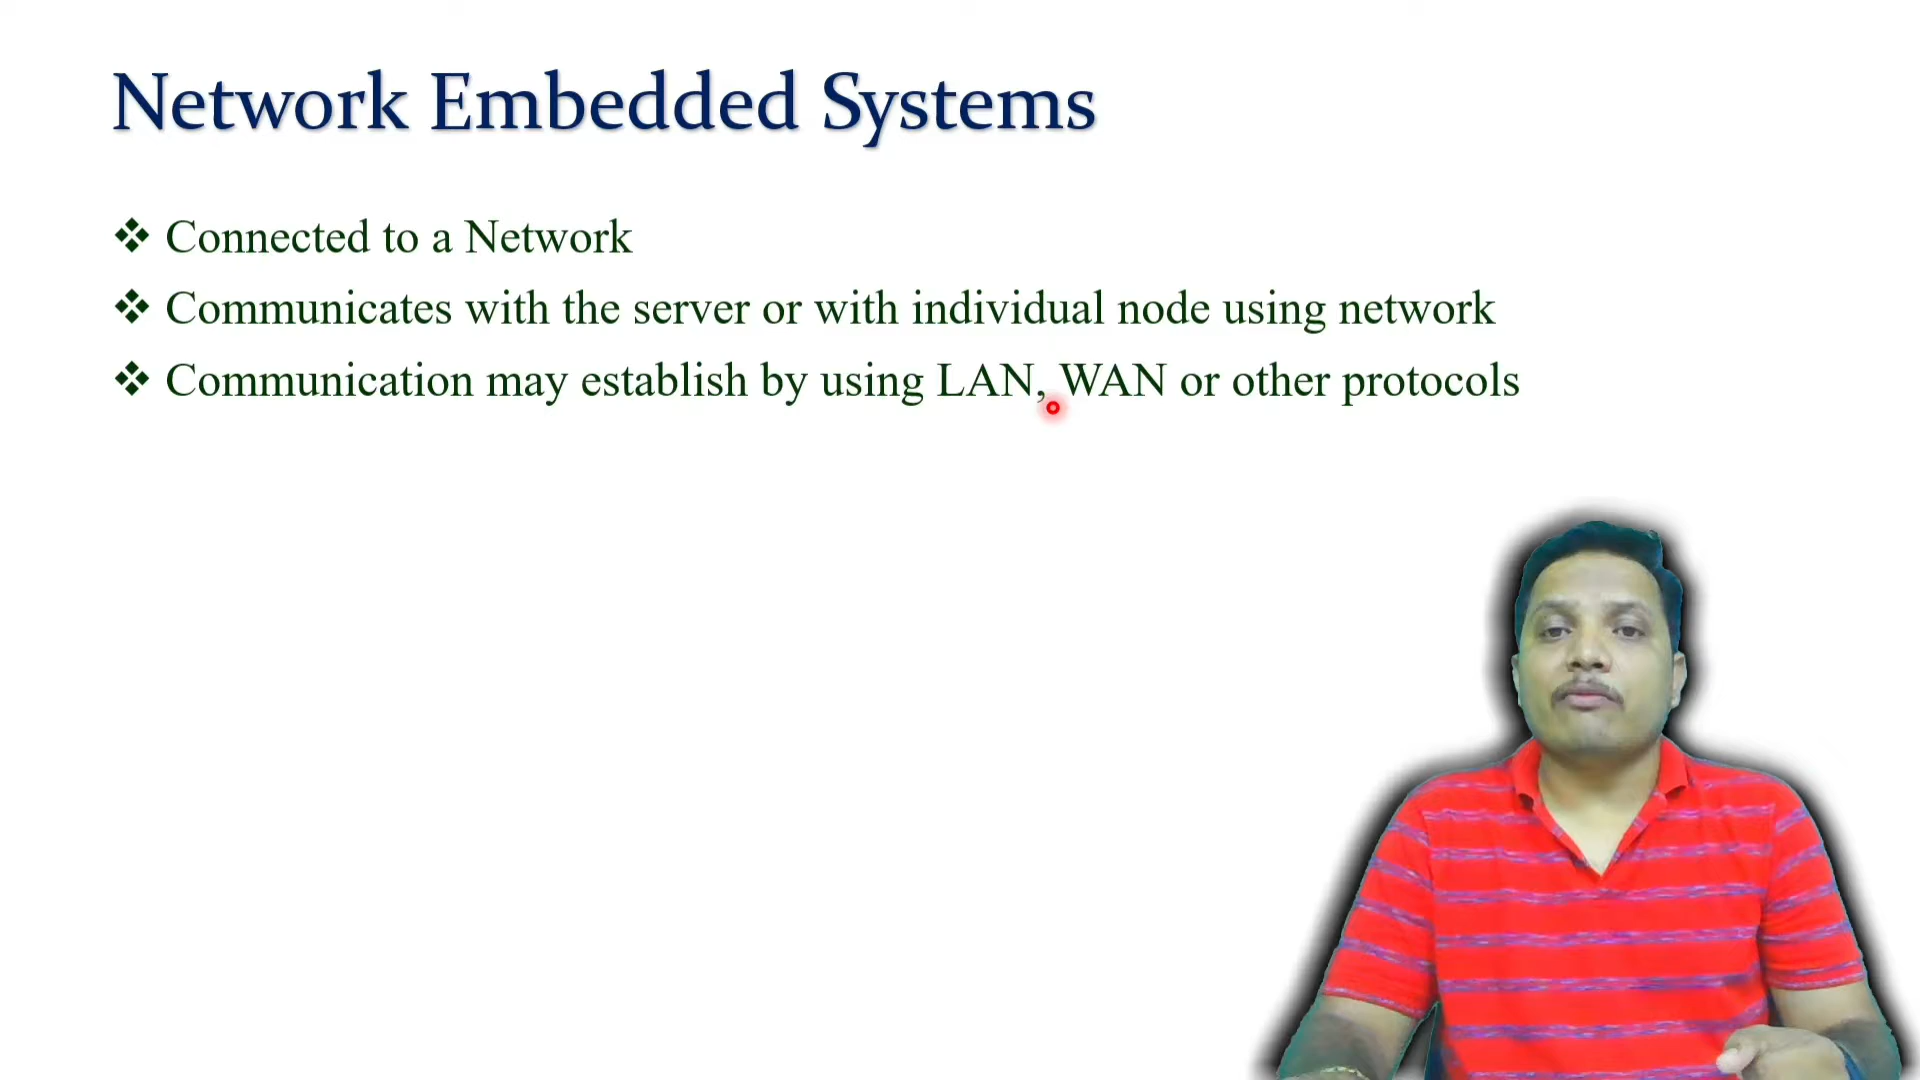 Network Embedded Systems
❖ Connected to a Network
❖ Communicates with the server or with individual node using network
❖ Communication may establish by using LAN, WAN or other protocols